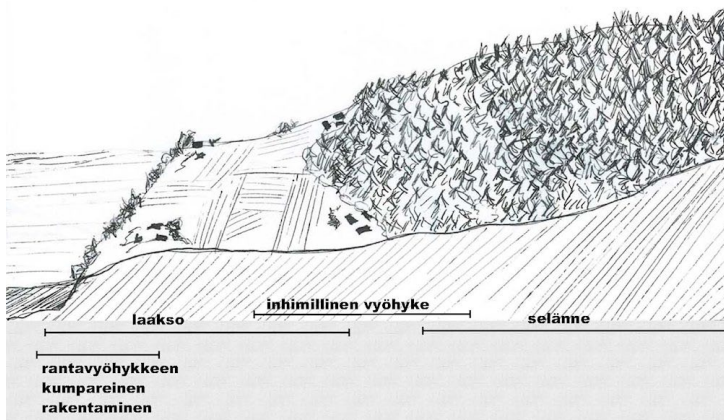 inhimillinen vyöhyke
laakso
selänne
rantavyöhykkeen
kumpareinen
rakentaminen